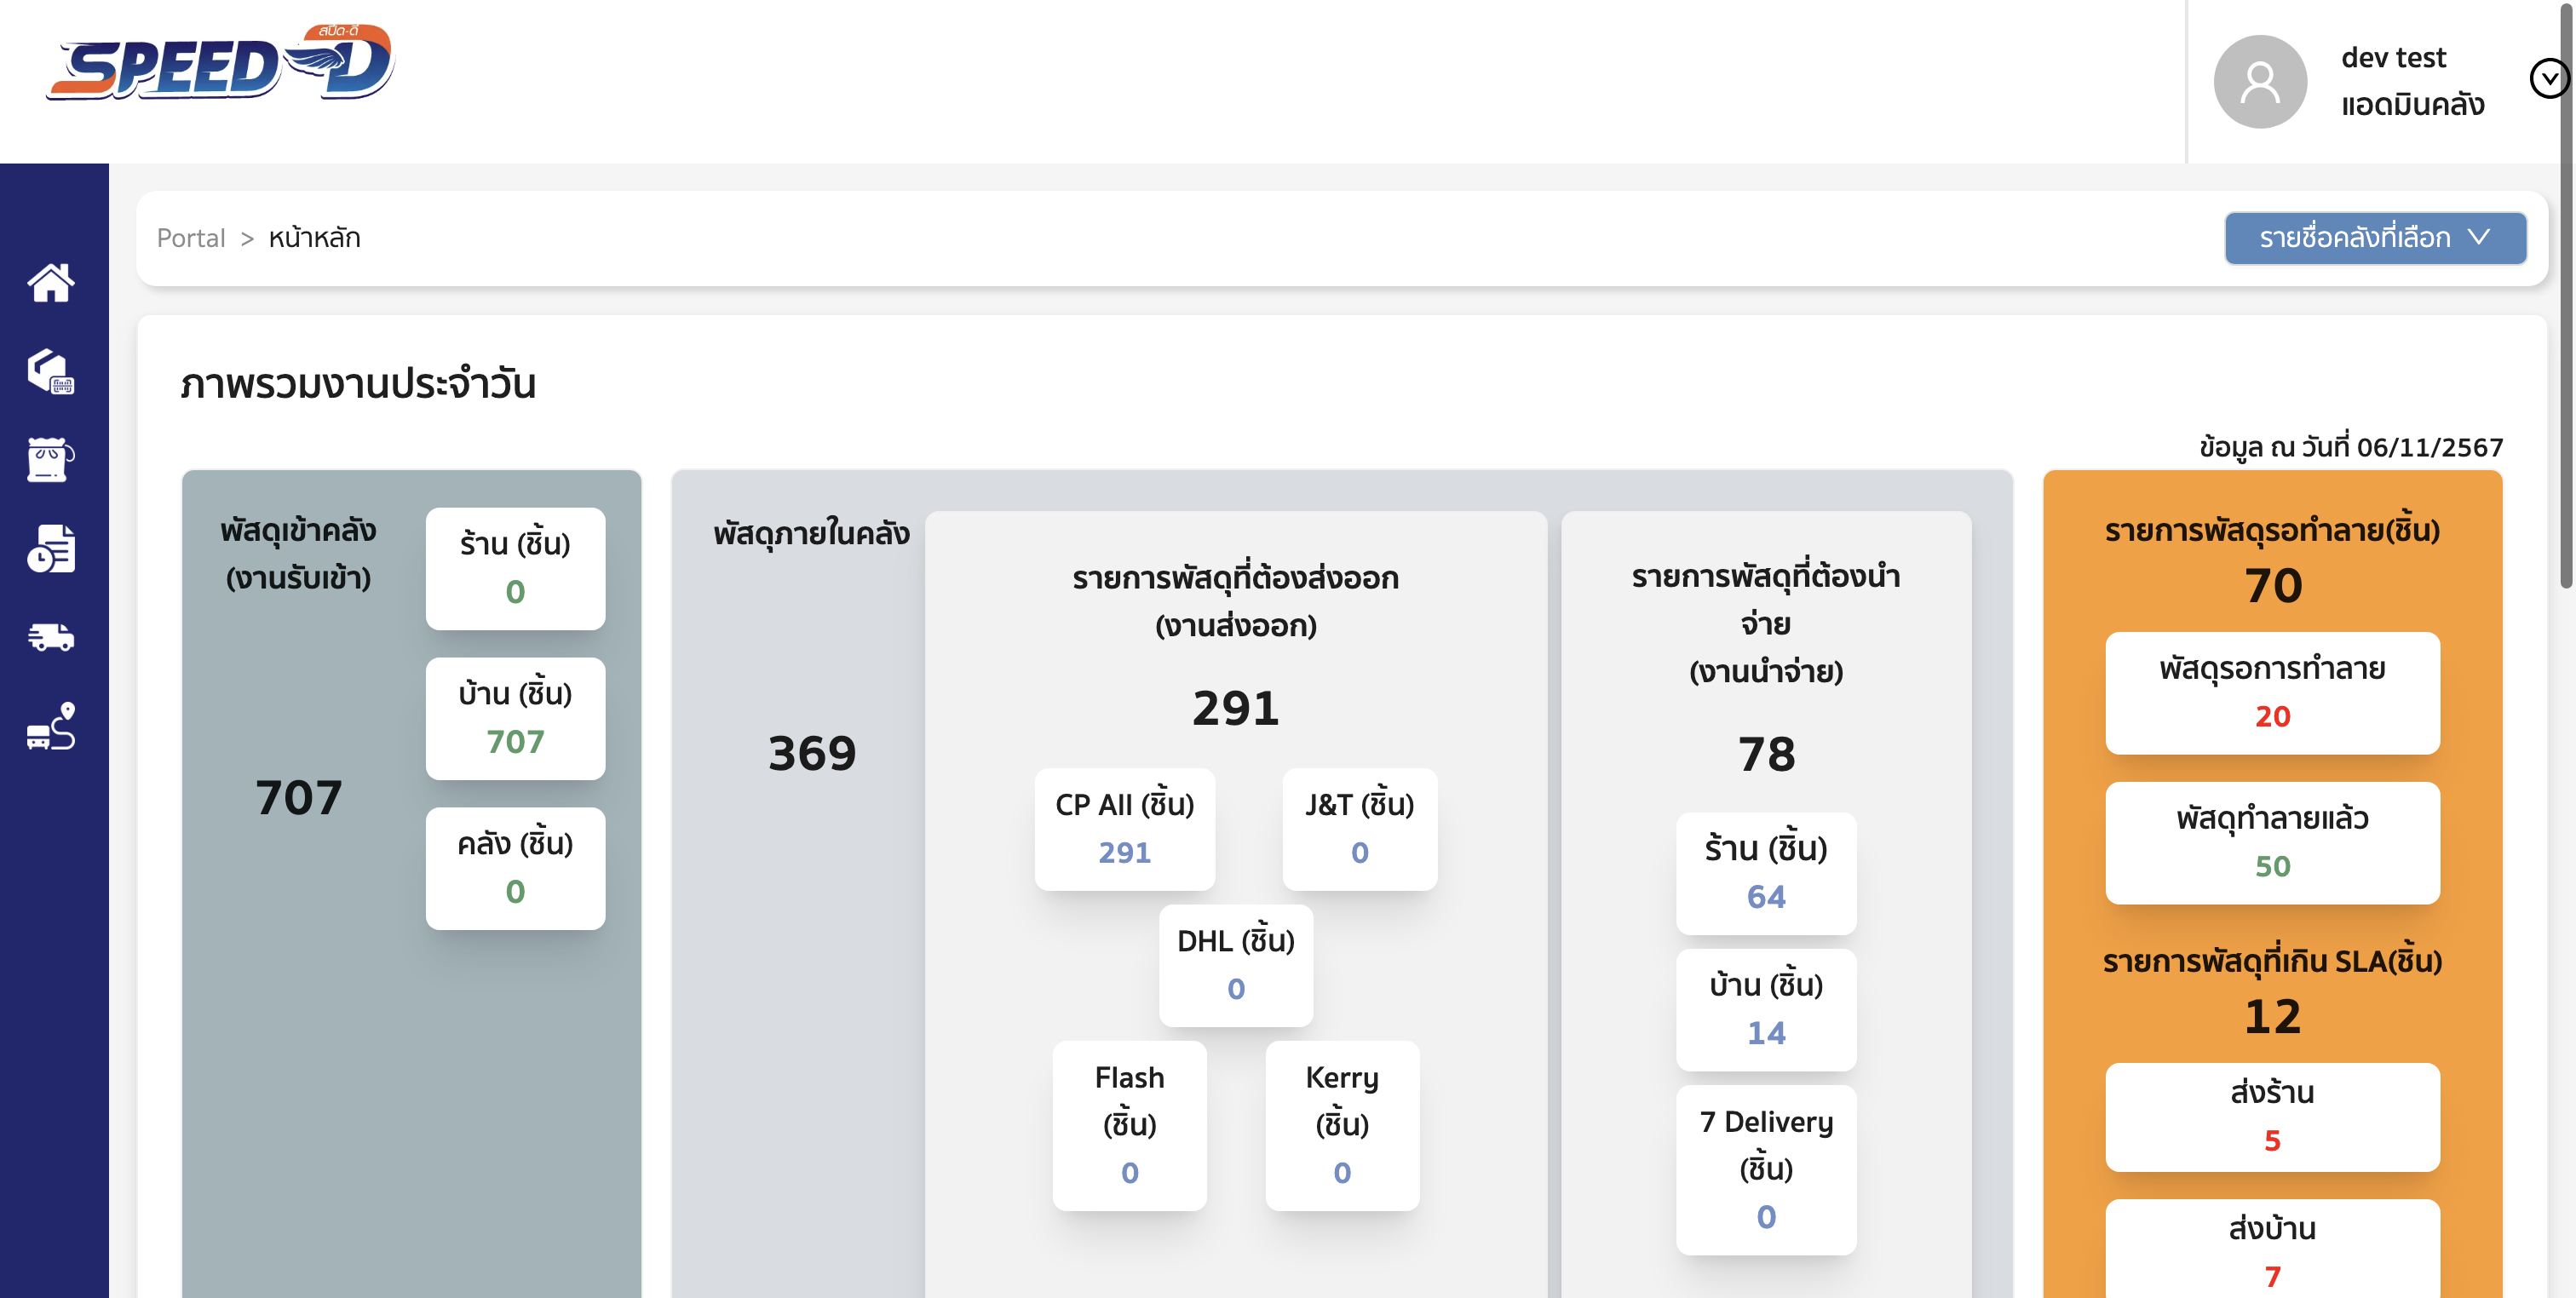 สปีด-ดี
SPEED-D
dev test
แอดมินคลัง
Portal > หน้าหลัก
รายชื่อคลังที่เลือก
ภาพรวมงานประจำวัน
ข้อมูล ณ วันที่ 06/11/2567
พัสดุเข้าคลัง
(งานรับเข้า)
707
ร้าน (ชิ้น)
0
บ้าน (ชิ้น)
707
คลัง (ชิ้น)
0
พัสดุภายในคลัง
369
รายการพัสดุที่ต้องส่งออก
(งานส่งออก)
291
CP All (ชิ้น)
291
J&T (ชิ้น)
0
DHL (ชิ้น)
0
Flash
(ชิ้น)
0
Kerry
(ชิ้น)
0
รายการพัสดุที่ต้องนำ
จ่าย
(งานนำจ่าย)
78
ร้าน (ชิ้น)
64
บ้าน (ชิ้น)
14
7 Delivery
(ชิ้น)
0
รายการพัสดุรอทำลาย(ชิ้น)
70
พัสดุรอการทำลาย
20
พัสดุทำลายแล้ว
50
รายการพัสดุที่เกิน SLA(ชิ้น)
12
ส่งร้าน
5
ส่งบ้าน
7